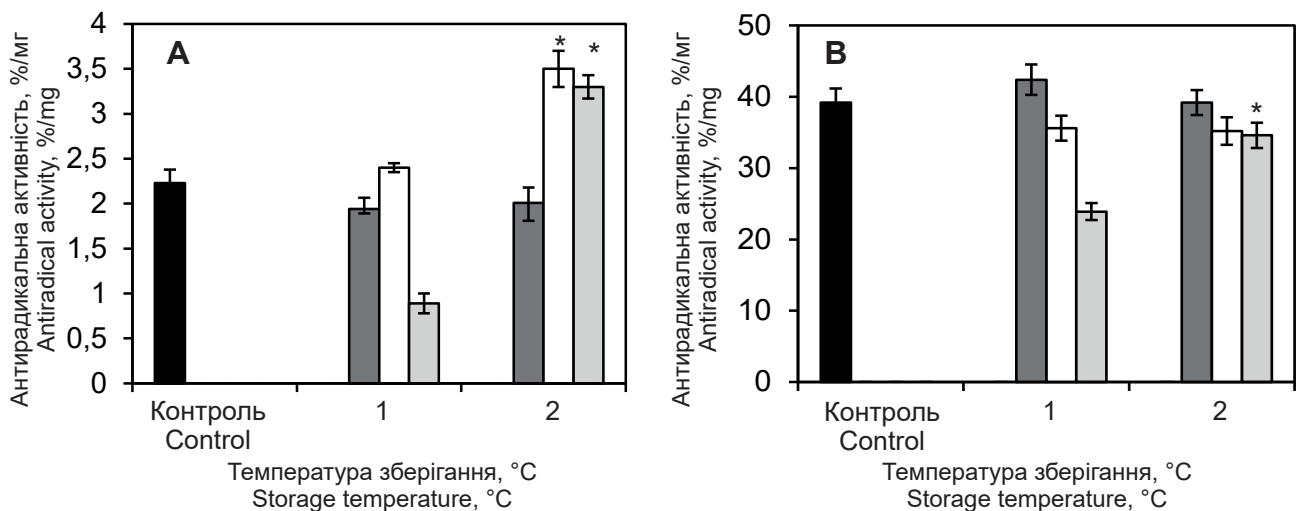 Антирадикальна активність, %/мг
Antiradical activity, %/mg
A
4
3,5
3
2,5
2
1,5
1
0,5
0
*
*
Контроль
Control
1
2
Температура зберігання, °C
Storage temperature, °C
Антирадикальна активність, %/мг
Antiradical activity, %/mg
B
50
40
30
20
10
0
*
Контроль
Control
1
2
Температура зберігання, °C
Storage temperature, °C